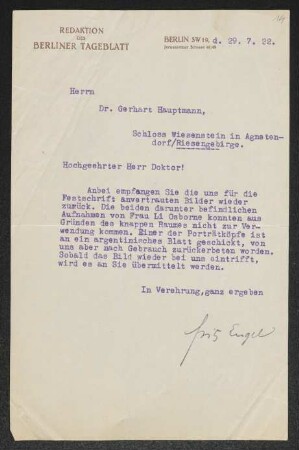 REDAKTION
DES
BERLINER TAGEBLATT
BERLIN SW 19, d. 29. 7. 22.
Herrn
Dr. Gerhart Hauptmann,
Schloss Wiesenstein in Agneten-
dorf/Riesengebirge.
Hochgeehrter Herr Doktor!
Anbei empfangen Sie die uns für die
Festschrift anvertrauten Bilder wieder
zurück. Die beiden darunter befindlichen
Aufnahmen von Frau Li Osborne konnten aus
Gründen des knappen Raumes nicht zur Ver-
wendung kommen. Einer der Porträtköpfe ist
an ein argentinisches Blatt geschickt, von
uns aber nach Gebrauch zurückerbeten worden.
Sobald das Bild wieder bei uns eintrifft,
wird es an Sie übermittelt werden.
In Verehrung, ganz ergeben
Fritz Engel